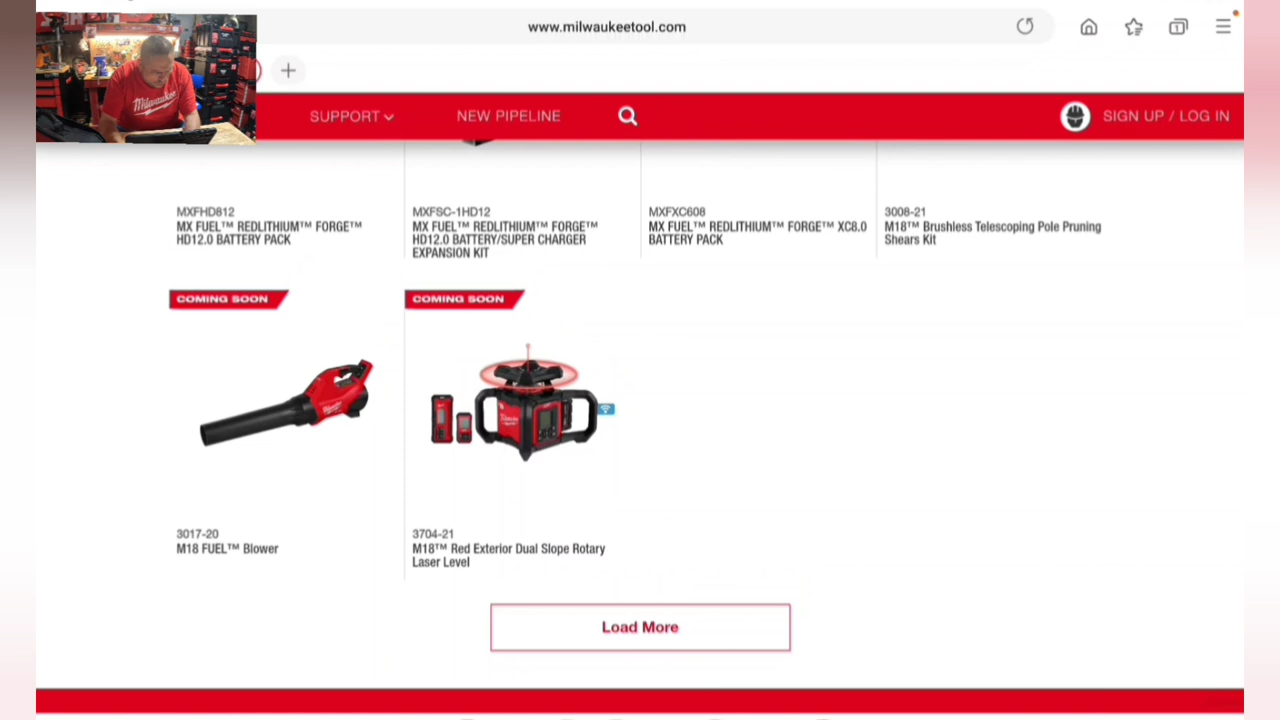 www.milwaukeetool.com
1
SUPPORT
NEW PIPELINE
SIGN UP / LOG IN
Milwaukee
MXFHD812
MX FUEL™ REDLITHIUM™ FORGE™
HD12.0 BATTERY PACK
MXFSC-1HD12
MX FUEL™ REDLITHIUM™ FORGE™
HD12.0 BATTERY/SUPER CHARGER
EXPANSION KIT
MXFXC608
MX FUEL™ REDLITHIUM™ FORGE™ XC8.0
BATTERY PACK
3008-21
M18™ Brushless Telescoping Pole Pruning
Shears Kit
COMING SOON
COMING SOON
3017-20
M18 FUEL™ Blower
3704-21
M18™ Red Exterior Dual Slope Rotary
Laser Level
Load More